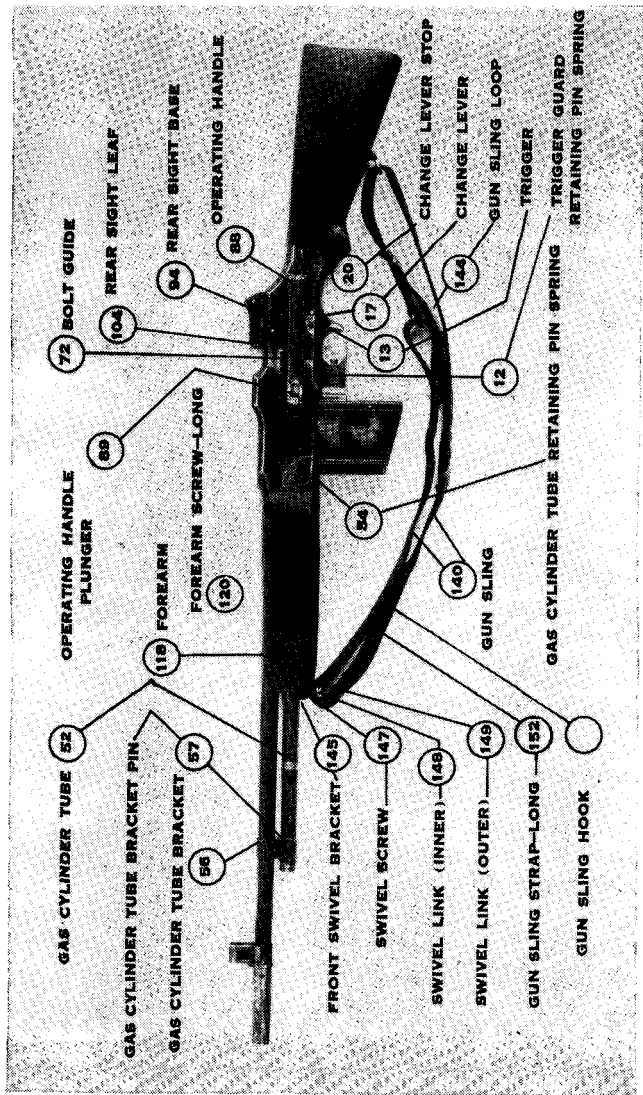 GAS CYLINDER TUBE 52
GAS CYLINDER TUBE BRACKET PIN
57
GAS CYLINDER TUBE BRACKET
56
OPERATING HANDLE
PLUNGER
89
118 FOREARM
FOREARM SCREW-LONG
120
72 BOLT GUIDE
104 REAR SIGHT LEAF
94 REAR SIGHT BASE
88 OPERATING HANDLE
FRONT SWIVEL BRACKET 145
SWIVEL SCREW 147
SWIVEL LINK (INNER) 148
SWIVEL LINK (OUTER) 149
GUN SLING STRAP-LONG 152
GUN SLING HOOK
140
GUN SLING
54
GAS CYLINDER TUBE RETAINING PIN SPRING
20 CHANGE LEVER STOP
17 CHANGE LEVER
144 GUN SLING LOOP
13 TRIGGER
12 TRIGGER GUARD
RETAINING PIN SPRING